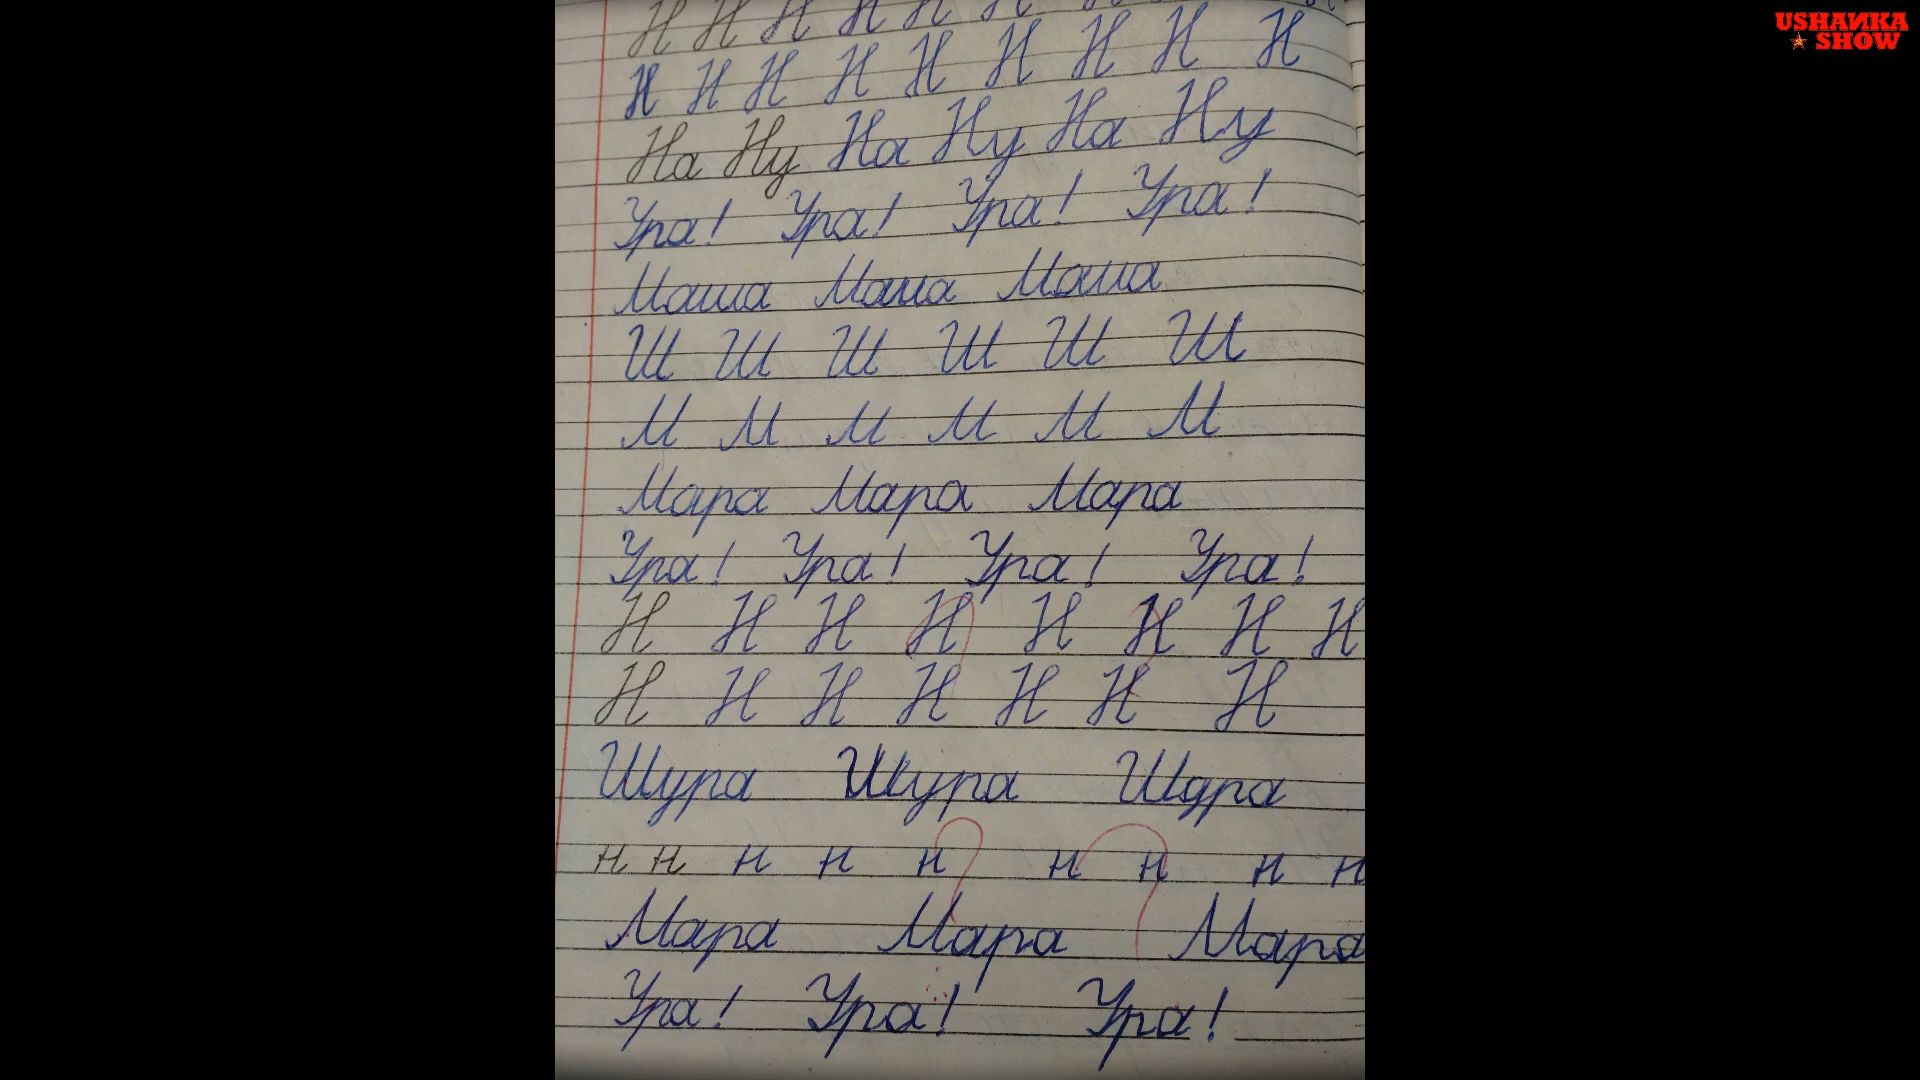 USHANKA
SHOW
Н Н Н Н Н Н
Н Н Н Н Н Н Н Н Н
На Ну На Ну На Ну
Ура! Ура! Ура! Ура!
Маша Маша Маша
Ш Ш Ш Ш Ш Ш
М М М М М М
Мара Мара Мара
Ура! Ура! Ура! Ура!
Н Н Н Н Н Н Н Н
Н Н Н Н Н Н Н
Шура Шура Шура
н н н н н н н н н
Мара Мара Мара
Ура! Ура! Ура!